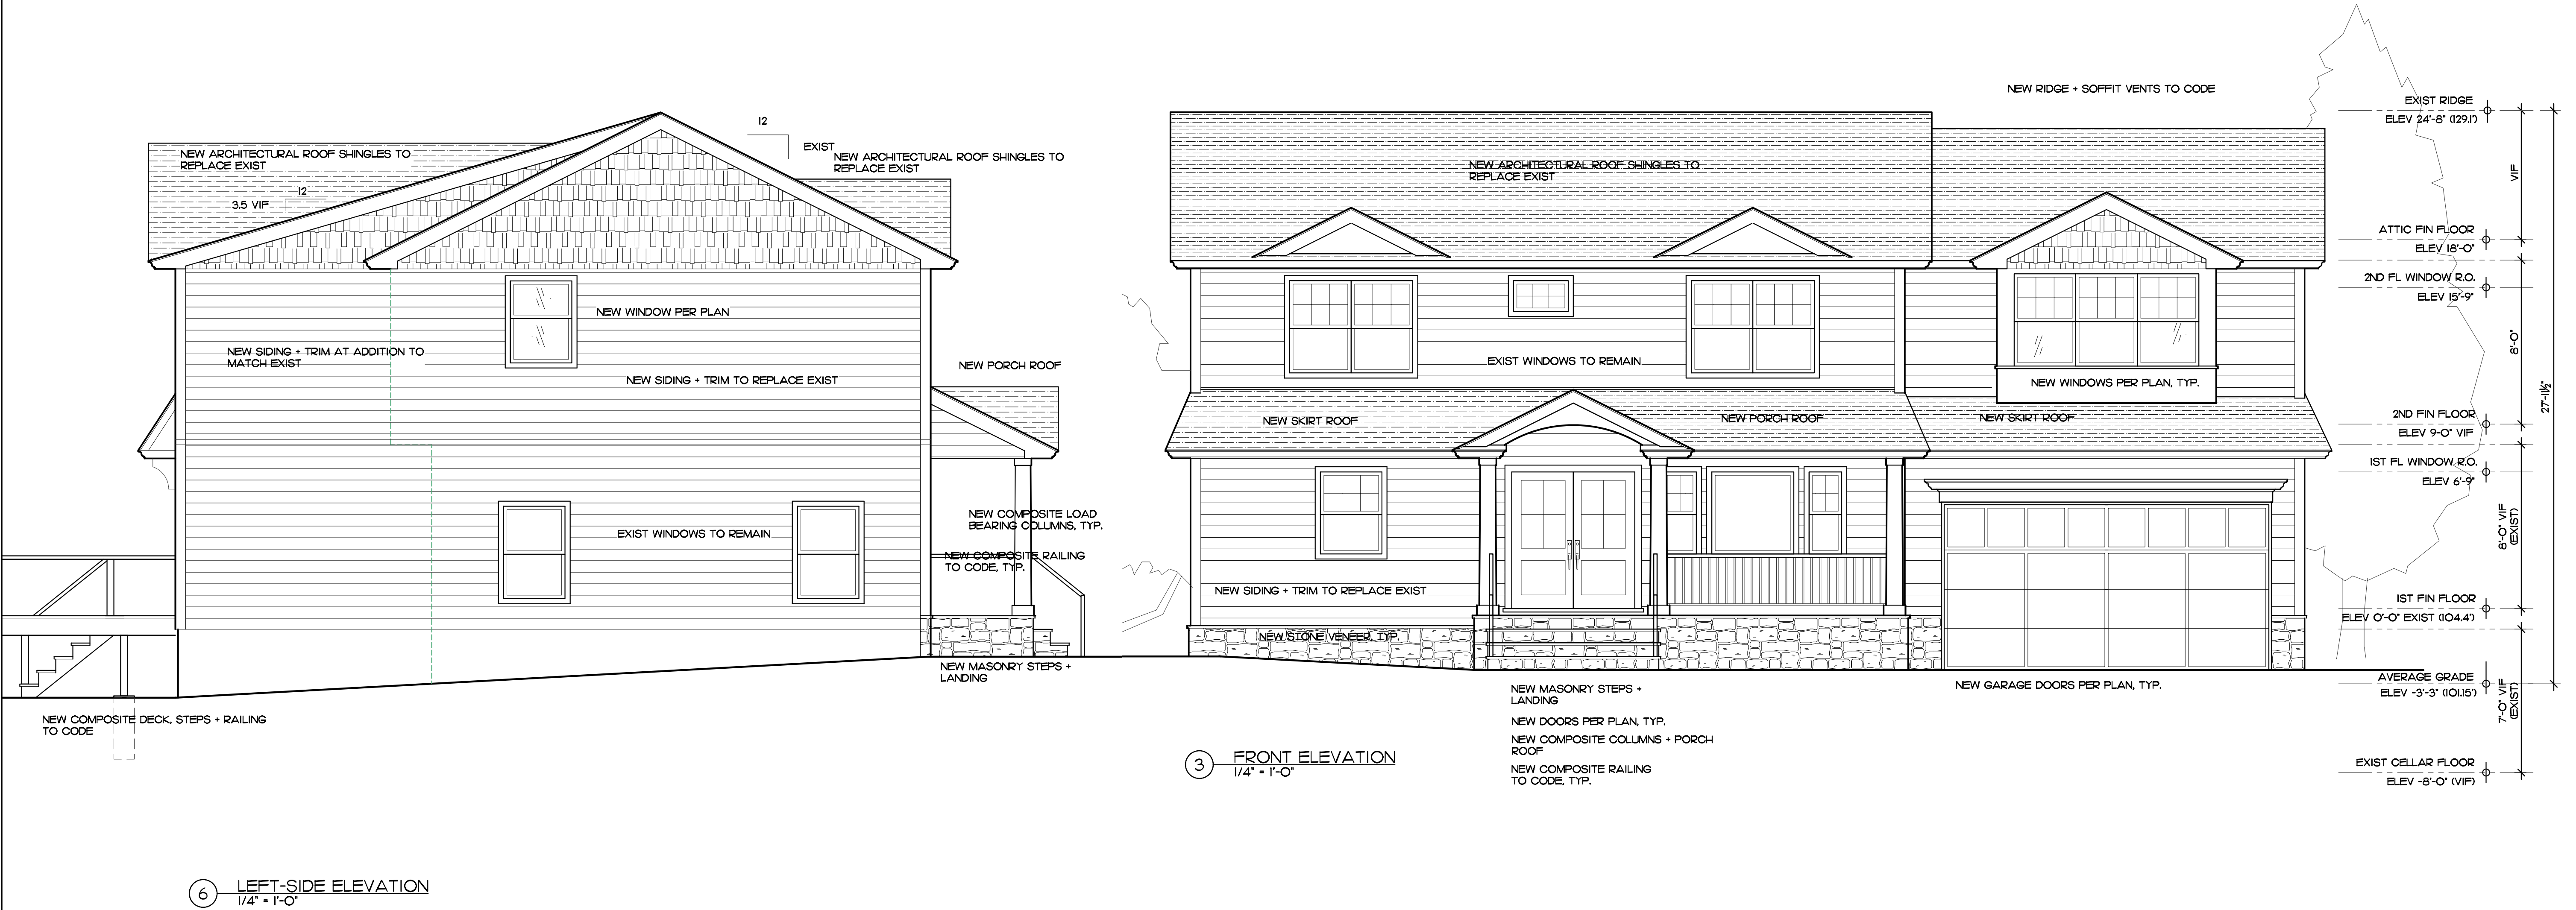 NEW ARCHITECTURAL ROOF SHINGLES TO
REPLACE EXIST
12
3.5 VIF
12
EXIST
NEW ARCHITECTURAL ROOF SHINGLES TO
REPLACE EXIST
NEW WINDOW PER PLAN
NEW SIDING + TRIM AT ADDITION TO
MATCH EXIST
NEW SIDING + TRIM TO REPLACE EXIST
NEW PORCH ROOF
EXIST WINDOWS TO REMAIN
NEW COMPOSITE LOAD
BEARING COLUMNS, TYP.
NEW COMPOSITE RAILING
TO CODE, TYP.
NEW MASONRY STEPS +
LANDING
NEW COMPOSITE DECK, STEPS + RAILING
TO CODE
6
LEFT-SIDE ELEVATION
1/4" = 1'-0"
NEW RIDGE + SOFFIT VENTS TO CODE
NEW ARCHITECTURAL ROOF SHINGLES TO
REPLACE EXIST
EXIST WINDOWS TO REMAIN
NEW WINDOWS PER PLAN, TYP.
NEW SKIRT ROOF
NEW PORCH ROOF
NEW SKIRT ROOF
NEW SIDING + TRIM TO REPLACE EXIST
NEW STONE VENEER, TYP.
NEW MASONRY STEPS +
LANDING
NEW DOORS PER PLAN, TYP.
NEW COMPOSITE COLUMNS + PORCH
ROOF
NEW COMPOSITE RAILING
TO CODE, TYP.
NEW GARAGE DOORS PER PLAN, TYP.
3
FRONT ELEVATION
1/4" = 1'-0"
EXIST RIDGE
ELEV 24'-8" (129.1')
ATTIC FIN FLOOR
ELEV 18'-0"
2ND FL WINDOW R.O.
ELEV 15'-9"
2ND FIN FLOOR
ELEV 9'-0" VIF
1ST FL WINDOW R.O.
ELEV 6'-9"
1ST FIN FLOOR
ELEV 0'-0" EXIST (104.4')
AVERAGE GRADE
ELEV -3'-3" (101.15')
EXIST CELLAR FLOOR
ELEV -8'-0" (VIF)
VIF
8'-0"
8'-0" VIF
(EXIST)
7'-0" VIF
(EXIST)
27'-11½"